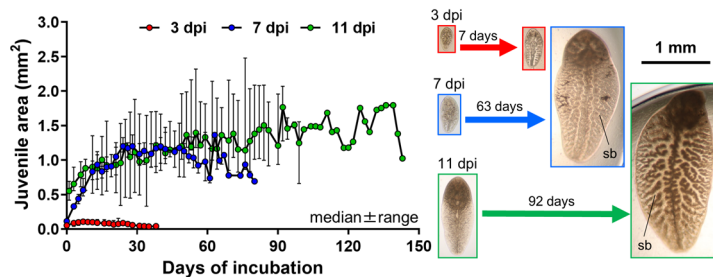 3.0
2.5
2.0
1.5
1.0
0.5
0.0
Juvenile area (mm²)
3 dpi 7 dpi 11 dpi
median±range
0 30 60 90 120 150
Days of incubation
3 dpi
7 days
7 dpi
63 days
sb
11 dpi
92 days
1 mm
sb